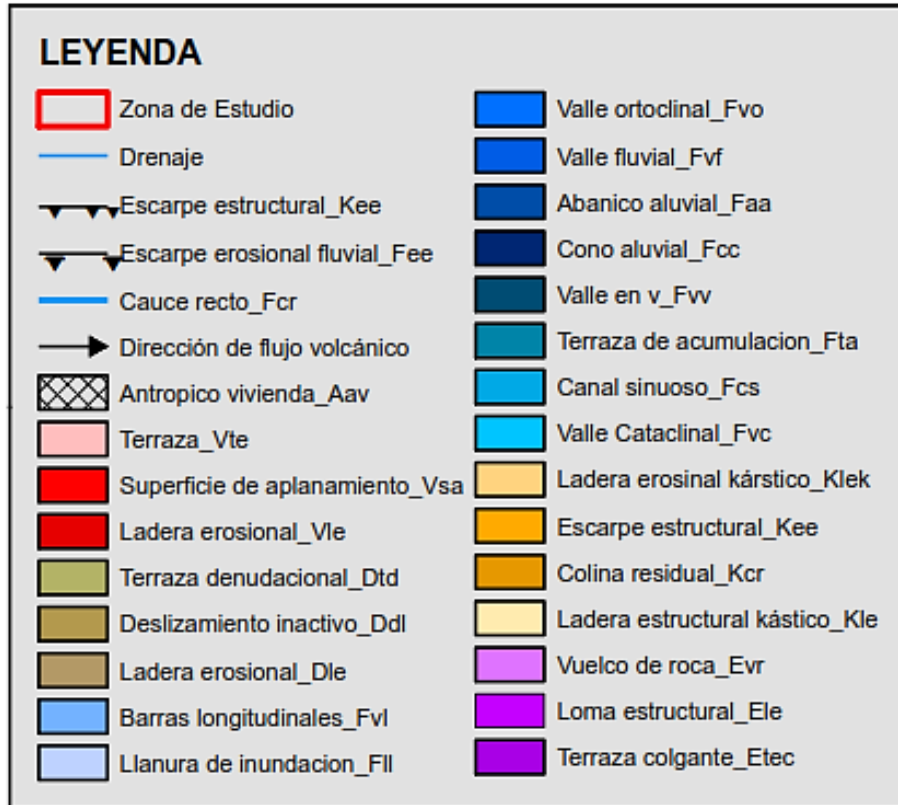 LEYENDA
Zona de Estudio
Drenaje
Escarpe estructural_Kee
Escarpe erosional fluvial_Fee
Cauce recto_Fcr
Dirección de flujo volcánico
Antropico vivienda_Aav
Terraza_Vte
Superficie de aplanamiento_Vsa
Ladera erosional_Vle
Terraza denudacional_Dtd
Deslizamiento inactivo_Ddl
Ladera erosional_Dle
Barras longitudinales_Fvl
Llanura de inundacion_Fll
Valle ortoclinal_Fvo
Valle fluvial_Fvf
Abanico aluvial_Faa
Cono aluvial_Fcc
Valle en v_Fvv
Terraza de acumulacion_Fta
Canal sinuoso_Fcs
Valle Cataclinal_Fvc
Ladera erosinal kárstico_Klek
Escarpe estructural_Kee
Colina residual_Kcr
Ladera estructural kástico_Kle
Vuelco de roca_Evr
Loma estructural_Ele
Terraza colgante_Etec